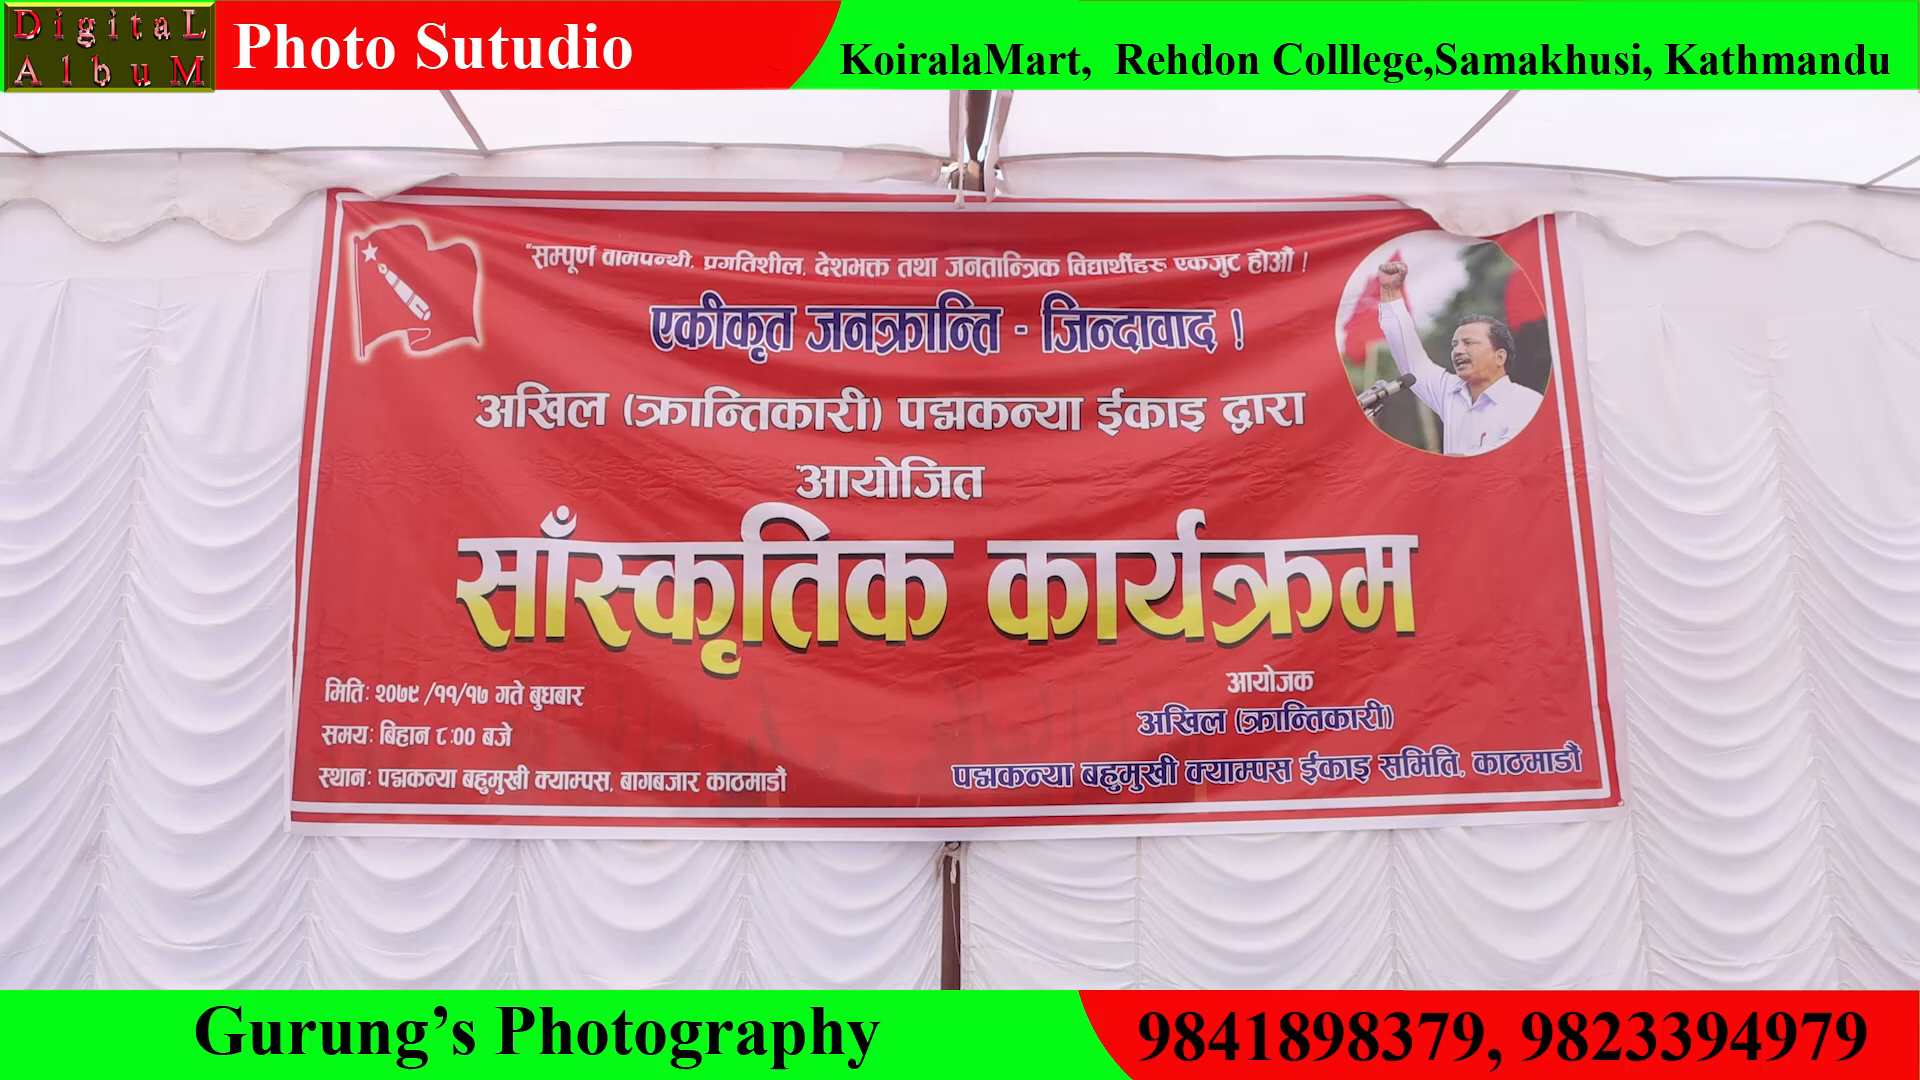 DigitaL
AlbuM
Photo Sutudio
KoiralaMart, Rehdon Colllege,Samakhusi, Kathmandu
"सम्पूर्ण वामपन्थी, प्रगतिशील, देशभक्त तथा जनतान्त्रिक विद्यार्थीहरू एकजुट होऔं !
एकीकृत जनक्रान्ति - जिन्दावाद !
अखिल (क्रान्तिकारी) पद्मकन्या ईकाइ द्वारा
आयोजित
साँस्कृतिक कार्यक्रम
मितिः २०७९ /११/१७ गते बुधबार
समयः बिहान ८:०० बजे
स्थानः पद्मकन्या बहुमुखी क्याम्पस, बागबजार काठमाडौं
आयोजक
अखिल (क्रान्तिकारी)
पद्मकन्या बहुमुखी क्याम्पस ईकाइ समिति, काठमाडौं
Gurung's Photography
9841898379, 9823394979